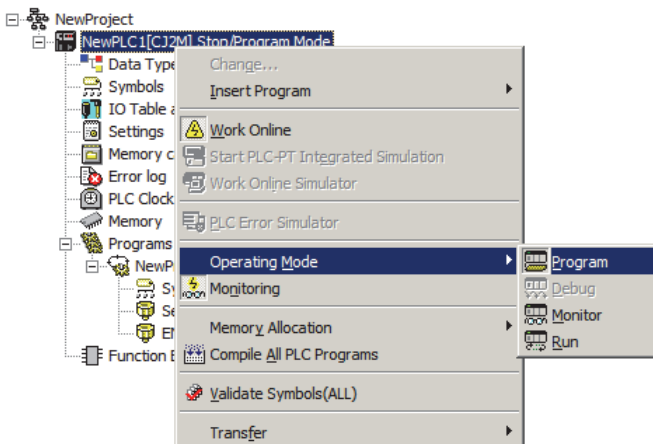 NewProject
NewPLC1[CJ2M] Stop/Program Mode
Data Type
Symbols
IO Table a
Settings
Memory c
Error log
PLC Clock
Memory
Programs
NewP
Sy
Se
EN
Function B
Change...
Insert Program
Work Online
Start PLC-PT Integrated Simulation
Work Online Simulator
PLC Error Simulator
Operating Mode
Monitoring
Memory Allocation
Compile All PLC Programs
Validate Symbols(ALL)
Transfer
Program
Debug
Monitor
Run